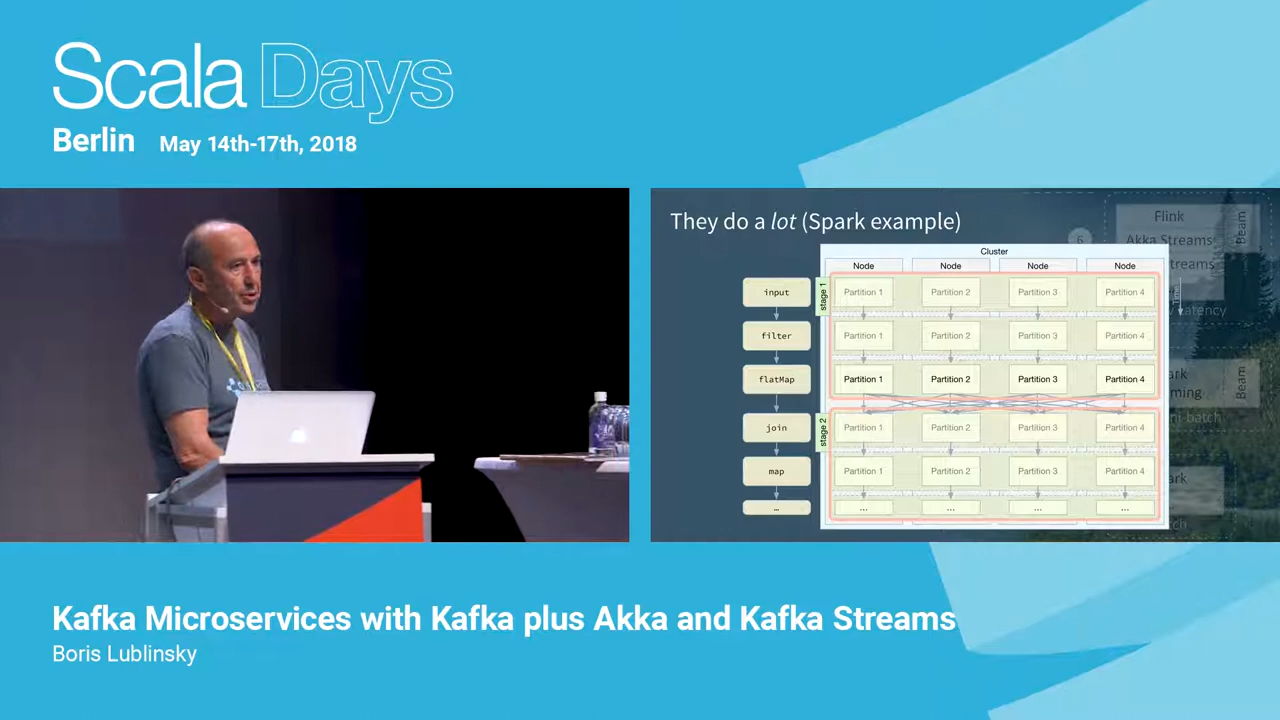 Scala Days
Berlin May 14th-17th, 2018
They do a lot (Spark example)
Flink
Beam
6
Akka Streams
Cluster
Node Node Node Node
input
stage 1
Partition 1 Partition 2 Partition 3 Partition 4
filter
Partition 1 Partition 2 Partition 3 Partition 4
flatMap
Partition 1 Partition 2 Partition 3 Partition 4
Beam
join
stage 2
Partition 1 Partition 2 Partition 3 Partition 4
map
Partition 1 Partition 2 Partition 3 Partition 4
...
... ... ... ...
Kafka Microservices with Kafka plus Akka and Kafka Streams
Boris Lublinsky